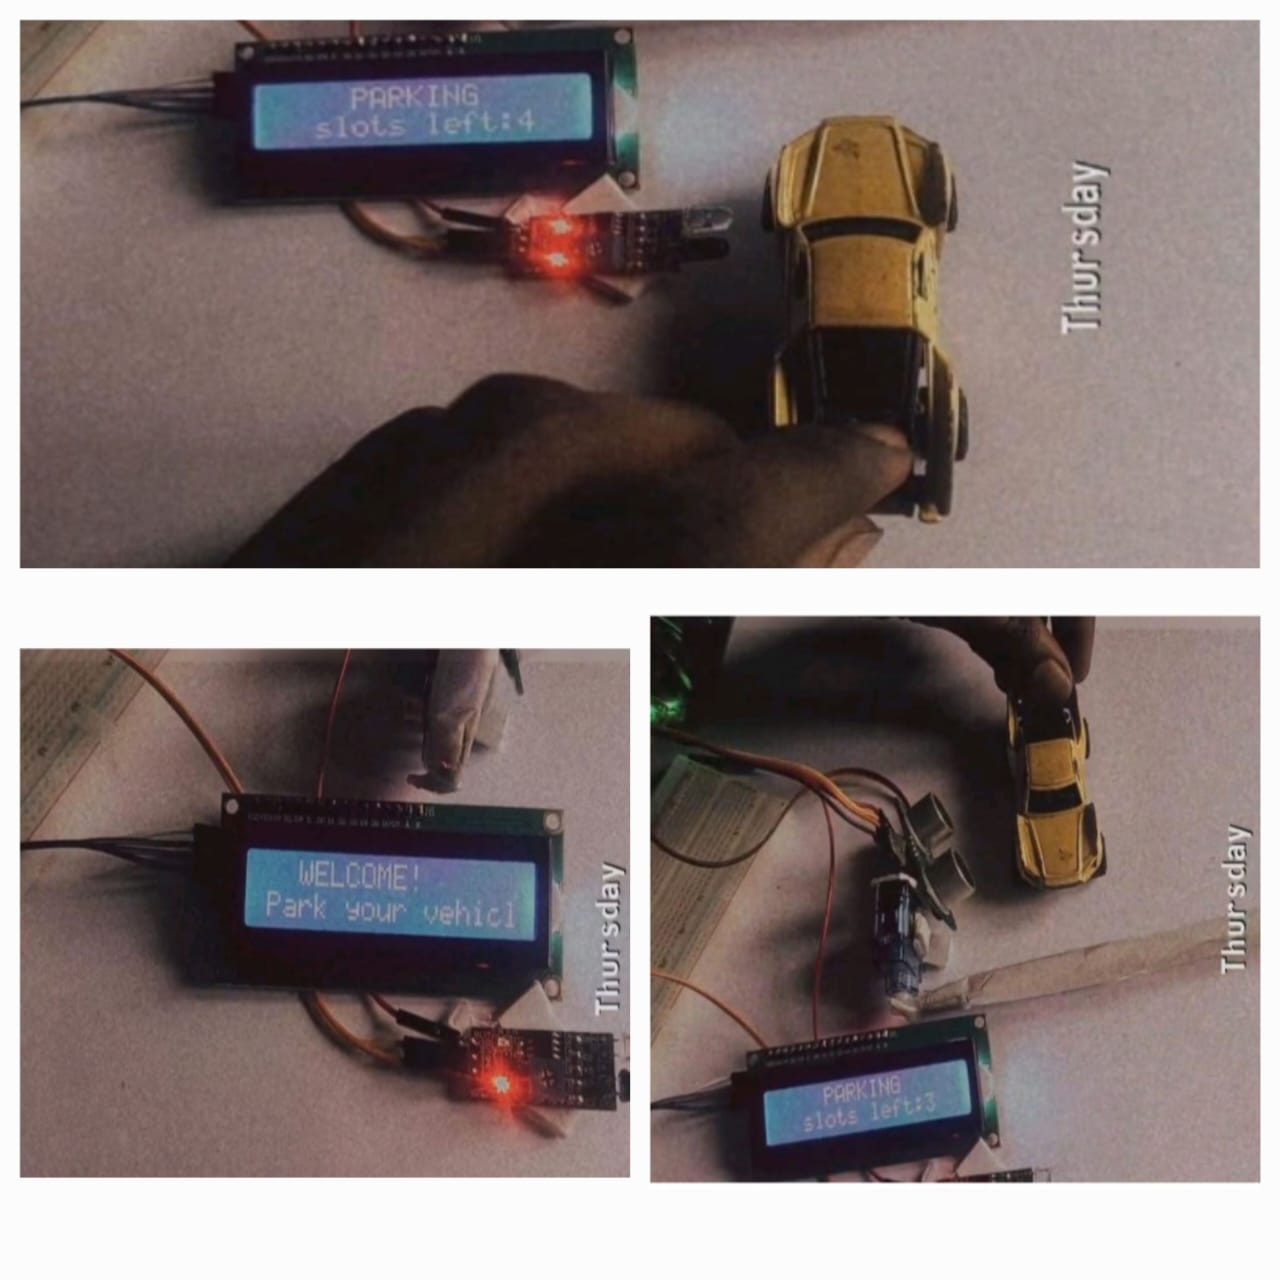 PARKING
slots left:4
Thursday
WELCOME!
Park your vehicl
Thursday
PARKING
slots left:3
Thursday